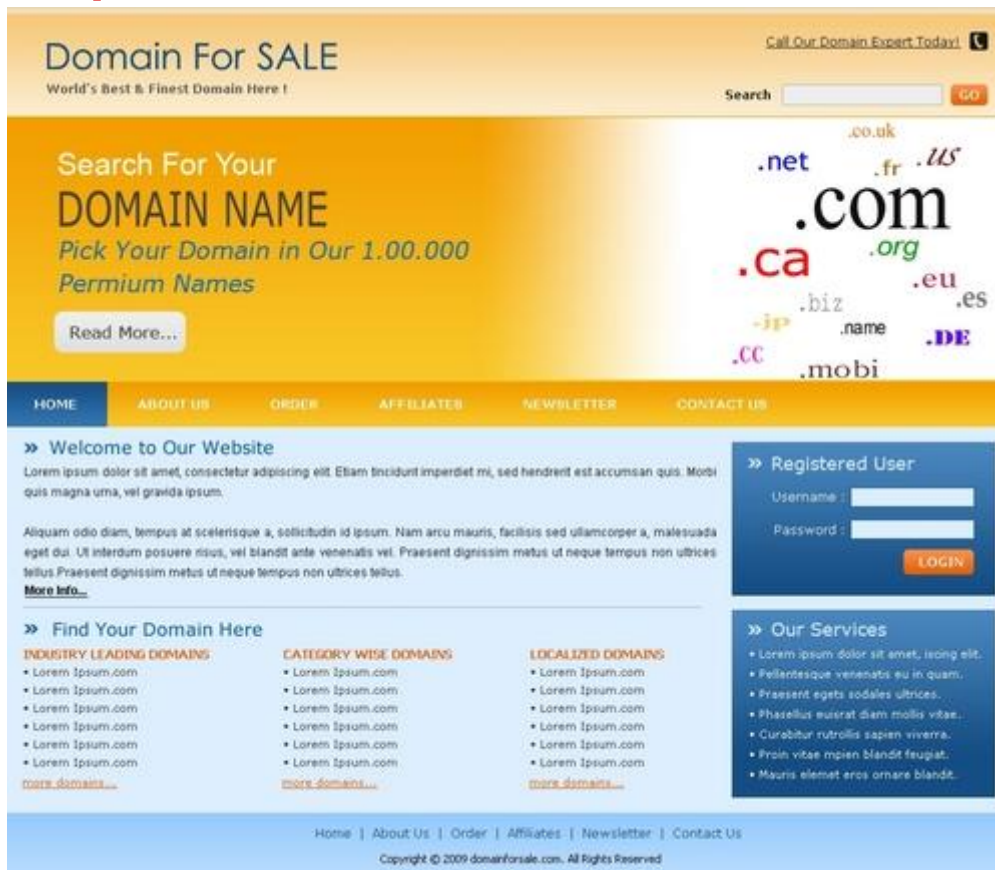 Domain For SALE
World's Best & Finest Domain Here !
Call Our Domain Expert Today!
Search
GO
Search For Your
DOMAIN NAME
Pick Your Domain in Our 1.00.000
Permium Names
Read More...
.co.uk
.net
.fr
.us
.com
.ca
.org
.eu
.biz
.es
.jp
.name
.DE
.cc
.mobi
HOME
ABOUT US
ORDER
AFFILIATES
NEWSLETTER
CONTACT US
» Welcome to Our Website
Lorem ipsum dolor sit amet, consectetur adipiscing elit. Etiam tincidunt imperdiet mi, sed hendrerit est accumsan quis. Morbi
quis magna urna, vel gravida ipsum.
Aliquam odio diam, tempus at scelerisque a, sollicitudin id ipsum. Nam arcu mauris, facilisis sed ullamcorper a, malesuada
eget dui. Ut interdum posuere risus, vel blandit ante venenatis vel. Praesent dignissim metus ut neque tempus non ultrices
tellus.Praesent dignissim metus ut neque tempus non ultrices tellus.
More Info...
» Registered User
Username :
Password :
LOGIN
» Find Your Domain Here
INDUSTRY LEADING DOMAINS
• Lorem Ipsum.com
• Lorem Ipsum.com
• Lorem Ipsum.com
• Lorem Ipsum.com
• Lorem Ipsum.com
• Lorem Ipsum.com
more domains...
CATEGORY WISE DOMAINS
• Lorem Ipsum.com
• Lorem Ipsum.com
• Lorem Ipsum.com
• Lorem Ipsum.com
• Lorem Ipsum.com
• Lorem Ipsum.com
more domains...
LOCALIZED DOMAINS
• Lorem Ipsum.com
• Lorem Ipsum.com
• Lorem Ipsum.com
• Lorem Ipsum.com
• Lorem Ipsum.com
• Lorem Ipsum.com
more domains...
» Our Services
• Lorem ipsum dolor sit amet, iscing elit.
• Pellentesque venenatis eu in quam.
• Praesent egets sodales ultrices.
• Phasellus euisrat diam mollis vitae.
• Curabitur rutrollis sapien viverra.
• Proin vitae mpien blandit feugiat.
• Mauris elemet eros ornare blandit.
Home | About Us | Order | Affiliates | Newsletter | Contact Us
Copyright © 2009 domainforsale.com. All Rights Reserved